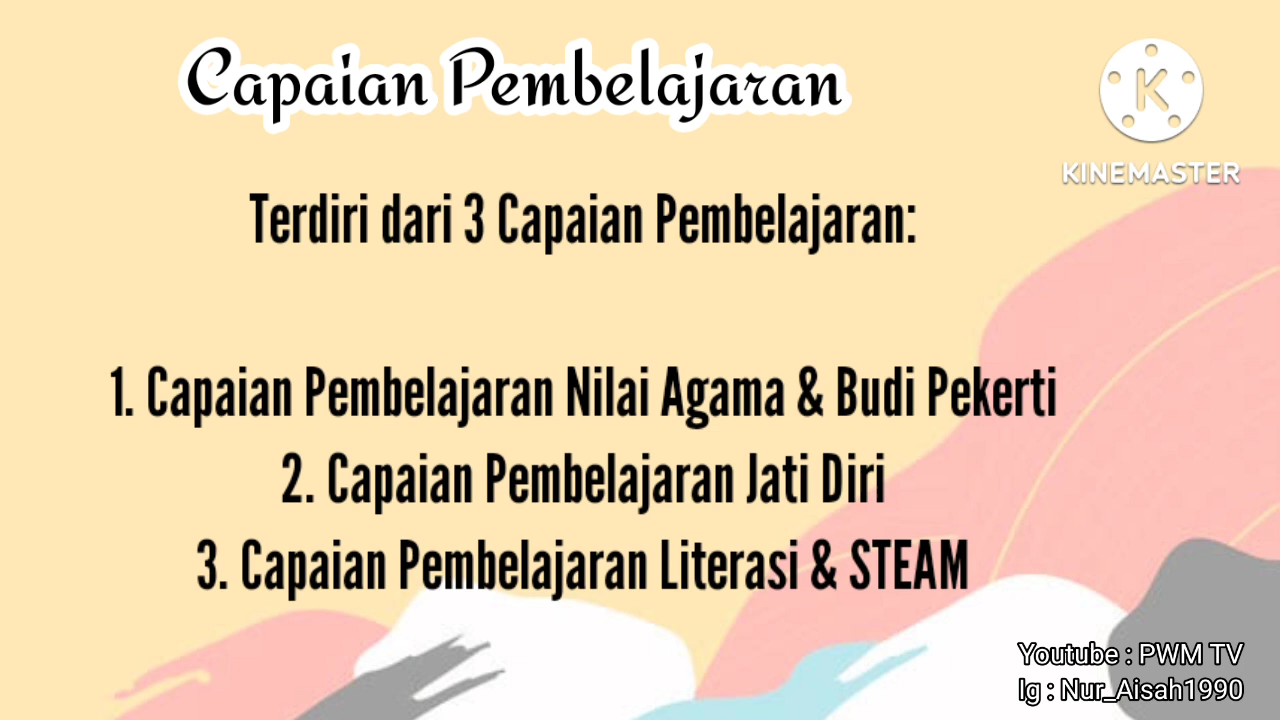 Capaian Pembelajaran
K
KINEMASTER
Terdiri dari 3 Capaian Pembelajaran:
1. Capaian Pembelajaran Nilai Agama & Budi Pekerti
2. Capaian Pembelajaran Jati Diri
3. Capaian Pembelajaran Literasi & STEAM
Youtube : PWM TV
Ig : Nur_Aisah1990